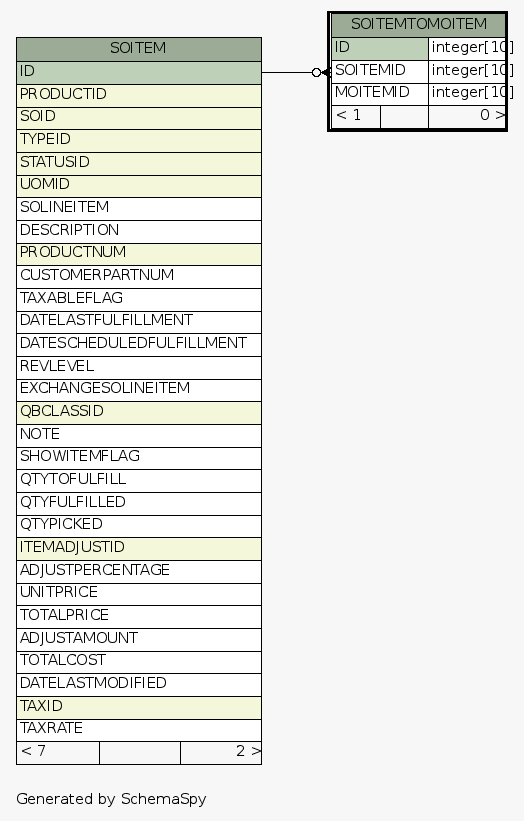 SOITEM
ID
PRODUCTID
SOID
TYPEID
STATUSID
UOMID
SOLINEITEM
DESCRIPTION
PRODUCTNUM
CUSTOMERPARTNUM
TAXABLEFLAG
DATELASTFULFILLMENT
DATESCHEDULEDFULFILLMENT
REVLEVEL
EXCHANGESOLINEITEM
QBCLASSID
NOTE
SHOWITEMFLAG
QTYTOFULFILL
QTYFULFILLED
QTYPICKED
ITEMADJUSTID
ADJUSTPERCENTAGE
UNITPRICE
TOTALPRICE
ADJUSTAMOUNT
TOTALCOST
DATELASTMODIFIED
TAXID
TAXRATE
< 7 2 >
SOITEMTOMOITEM
ID integer[10]
SOITEMID integer[10]
MOITEMID integer[10]
< 1 0 >
Generated by SchemaSpy